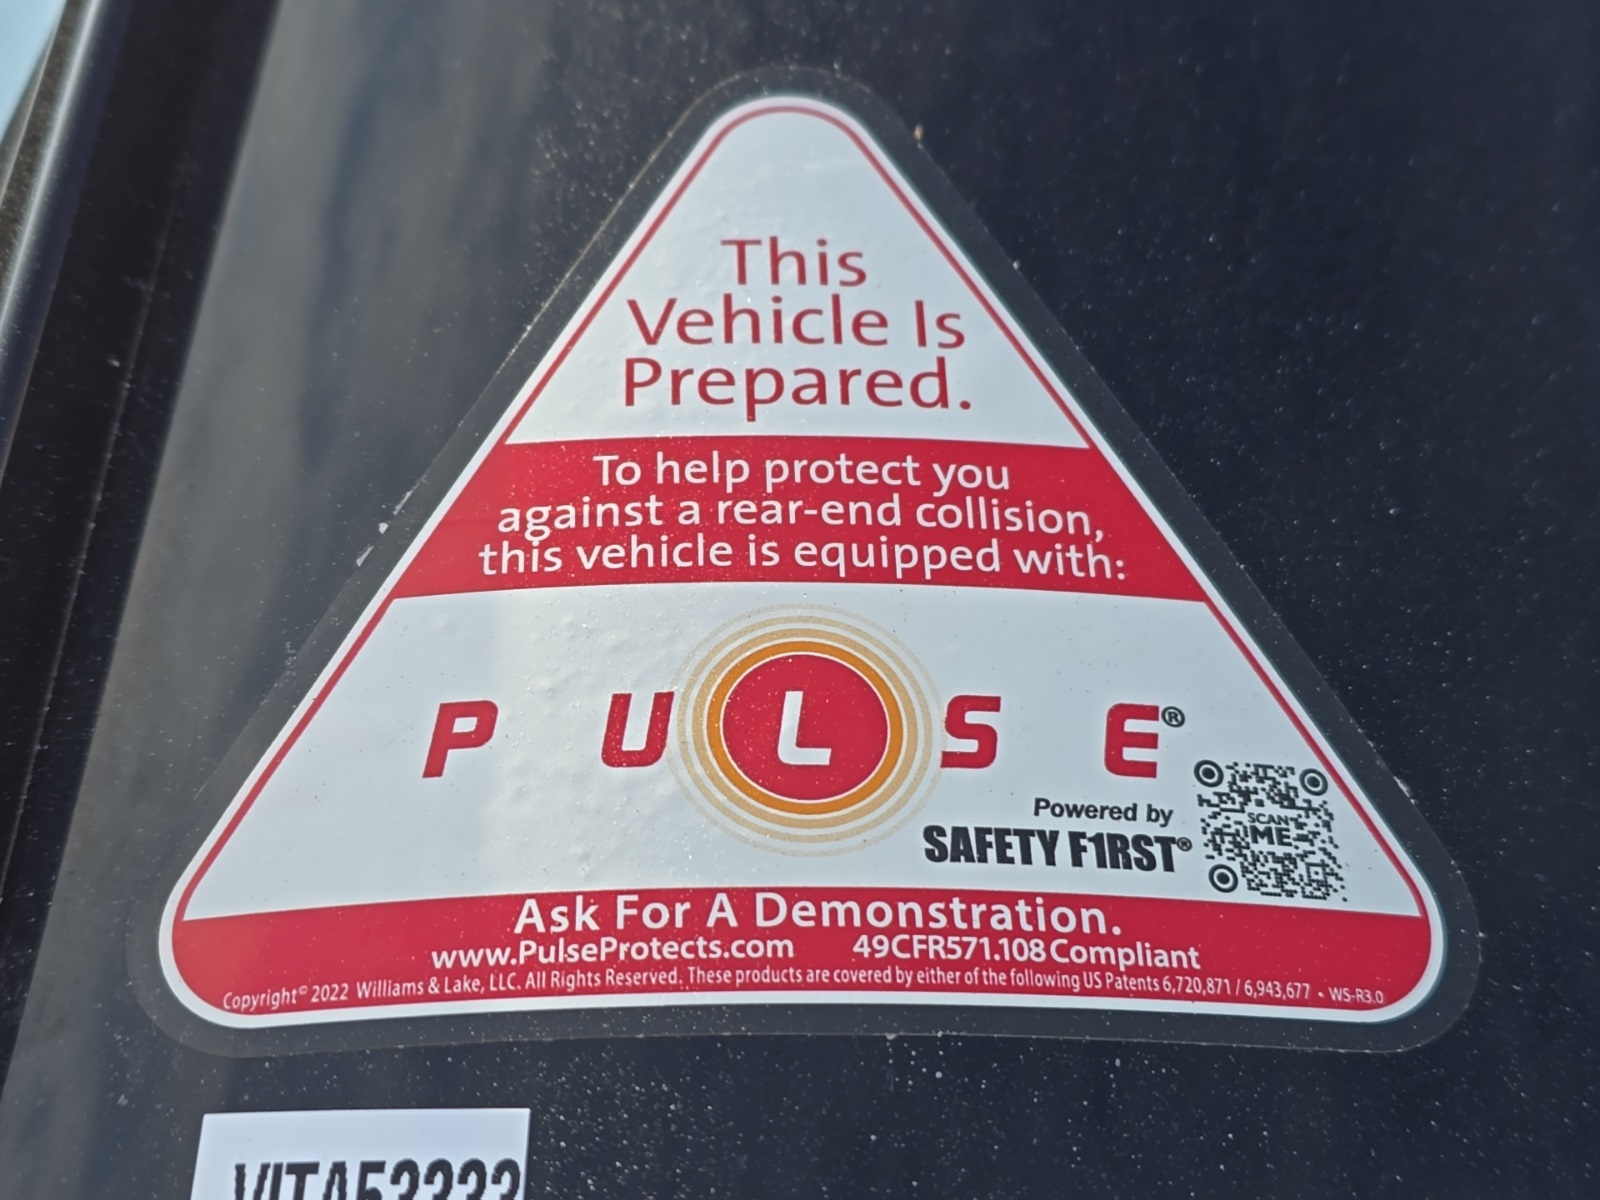 This
Vehicle Is
Prepared.
To help protect you
against a rear-end collision,
this vehicle is equipped with:
PULSE®
Powered by
SAFETY F1RST®
SCAN
ME
Ask For A Demonstration.
www.PulseProtects.com 49CFR571.108 Compliant
Copyright© 2022 Williams & Lake, LLC. All Rights Reserved. These products are covered by either of the following US Patents 6,720,871 / 6,943,677 • WS-R3.0